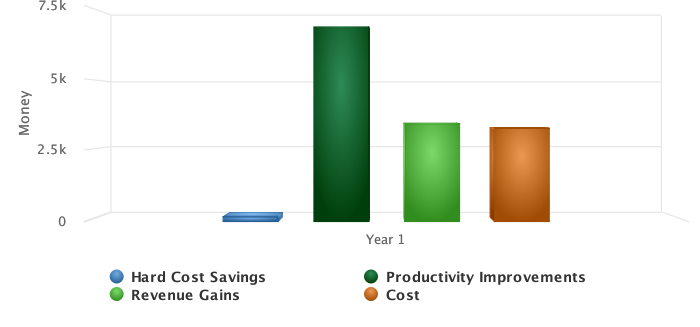 7.5k
5k
2.5k
0
Money
Year 1
Hard Cost Savings
Productivity Improvements
Revenue Gains
Cost